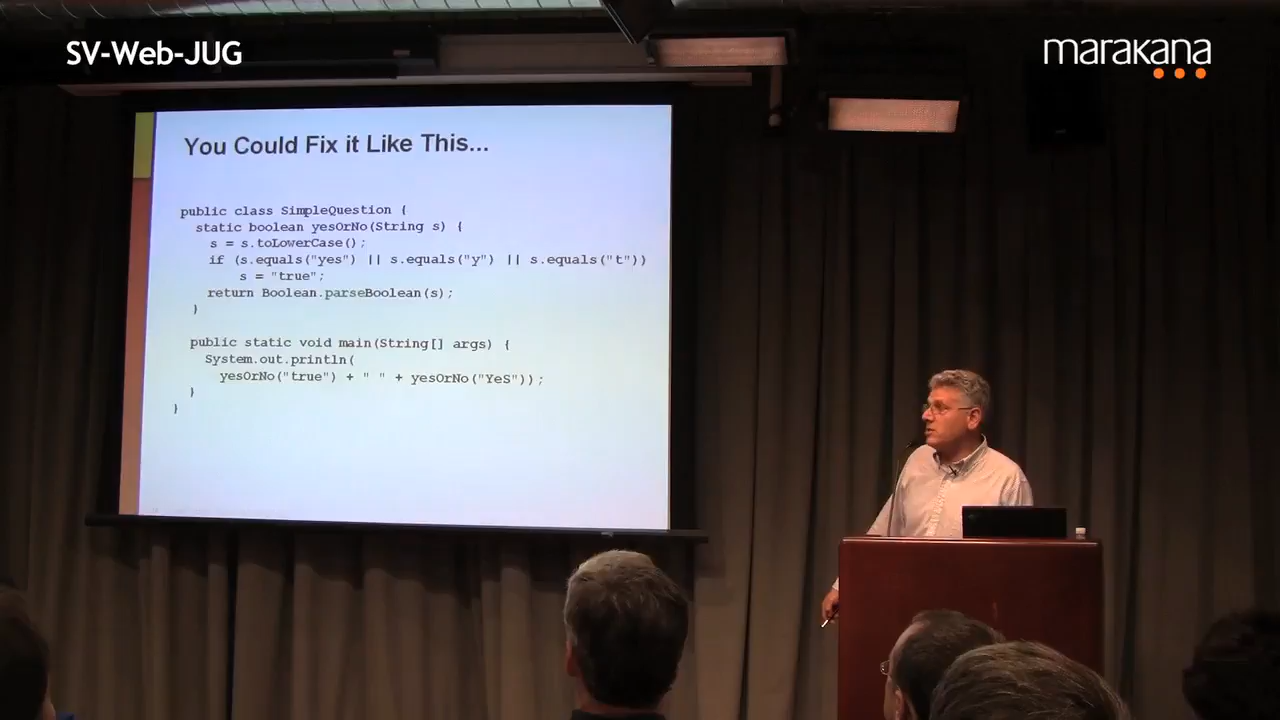 SV-Web-JUG
marakana
You Could Fix it Like This...
public class SimpleQuestion {
static boolean yesOrNo(String s) {
s = s.toLowerCase();
if (s.equals("yes") || s.equals("y") || s.equals("t"))
s = "true";
return Boolean.parseBoolean(s);
}
public static void main(String[] args) {
System.out.println(
yesOrNo("true") + " " + yesOrNo("YeS"));
}
}